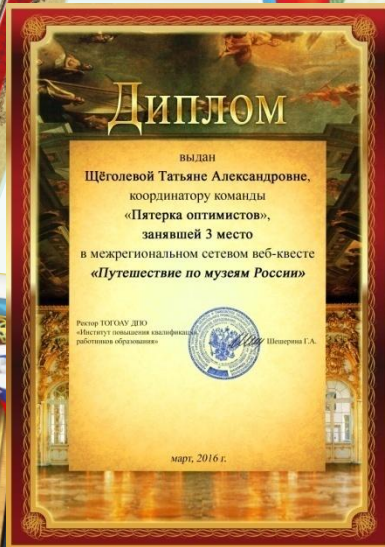 Диплом
выдан
Щёголевой Татьяне Александровне,
координатору команды
«Пятерка оптимистов»,
занявшей 3 место
в межрегиональном сетевом веб-квесте
«Путешествие по музеям России»
Ректор ТОГОАУ ДПО
«Институт повышения квалификации
работников образования»
Шешерина Г.А.
март, 2016 г.